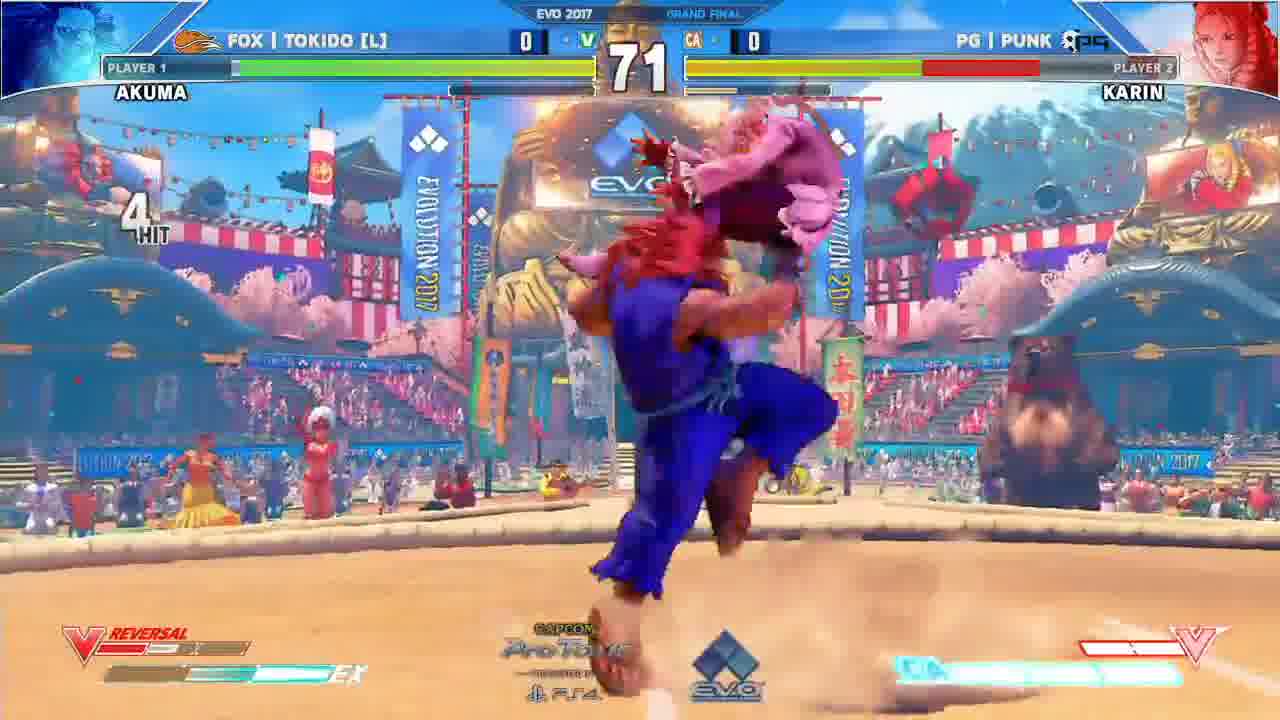 EVO 2017 GRAND FINAL
FOX | TOKIDO [L] 0 V 71 CA 0 PG | PUNK
PLAYER 1 PLAYER 2
AKUMA KARIN
EVO
EVOLUTION 2017
4 HIT
REVERSAL
EX
CA
CAPCOM
PRO TOUR
PS4
EVO